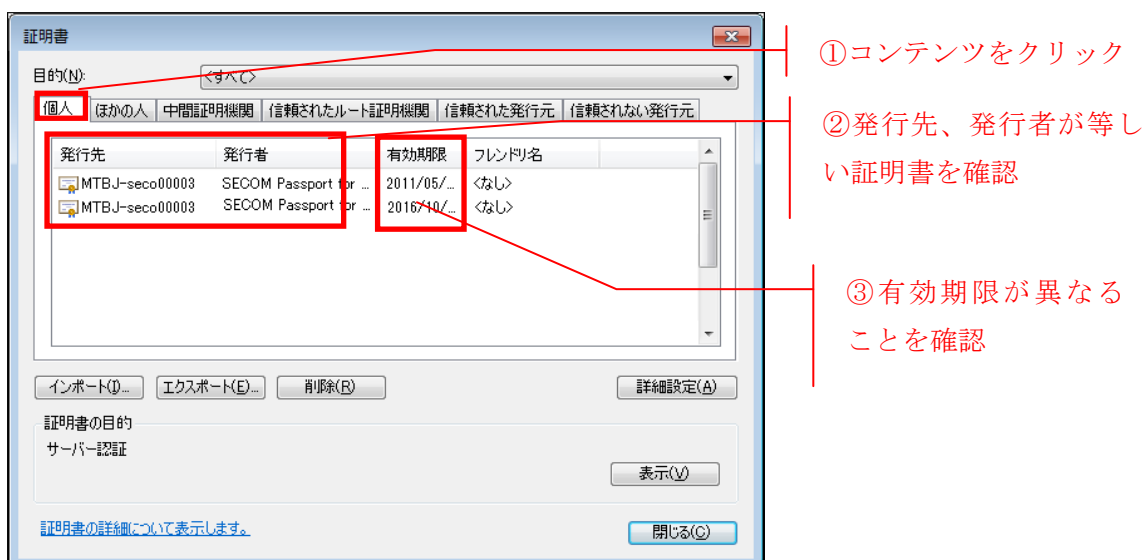 証明書
目的(N): <すべて>
個人 ほかの人 中間証明機関 信頼されたルート証明機関 信頼された発行元 信頼されない発行元
発行先 発行者 有効期限 フレンドリ名
MTBJ-seco00003 SECOM Passport for ... 2011/05/... <なし>
MTBJ-seco00003 SECOM Passport for ... 2016/10/... <なし>
インポート(I)... エクスポート(E)... 削除(R) 詳細設定(A)
証明書の目的
サーバー認証
表示(V)
証明書の詳細について表示します。
閉じる(C)
①コンテンツをクリック
②発行先、発行者が等し
い証明書を確認
③有効期限が異なる
ことを確認